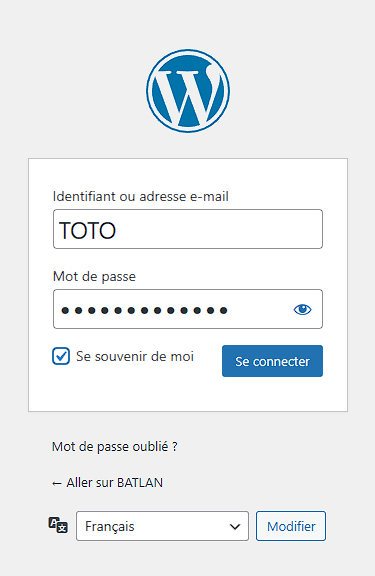 Identifiant ou adresse e-mail
TOTO
Mot de passe
●●●●●●●●●●●●●
Se souvenir de moi
Se connecter
Mot de passe oublié ?
← Aller sur BATLAN
Français
Modifier